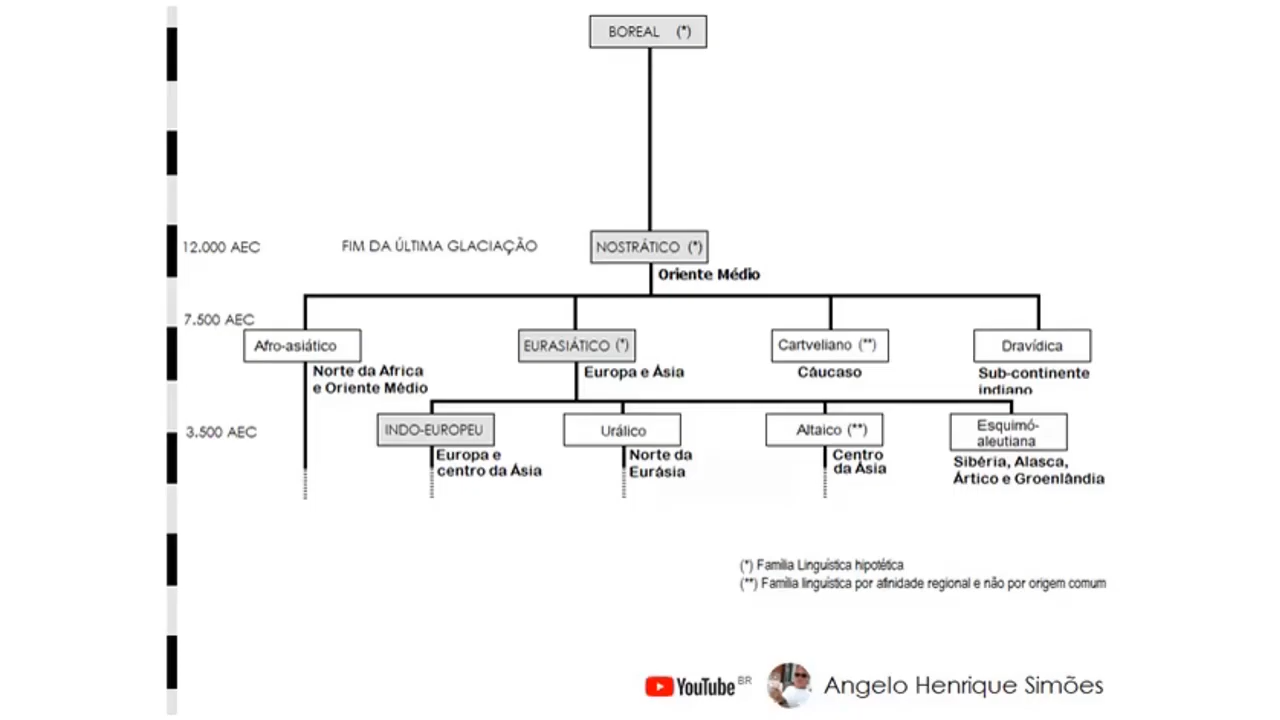 BOREAL (*)
12.000 AEC
FIM DA ÚLTIMA GLACIAÇÃO
NOSTRÁTICO (*)
Oriente Médio
7.500 AEC
Afro-asiático
EURASIÁTICO (*)
Cartveliano (**)
Dravídica
Norte da Africa
e Oriente Médio
Europa e Ásia
Câucaso
Sub-continente
indiano
3.500 AEC
INDO-EUROPEU
Urálico
Altaico (**)
Esquimó-
aleutiana
Europa e
centro da Ásia
Norte da
Eurásia
Centro
da Ásia
Sibéria, Alasca,
Ártico e Groenlândia
(*) Família Linguística hipotética
(**) Família linguística por afinidade regional e não por origem comum
YouTube BR
Angelo Henrique Simões